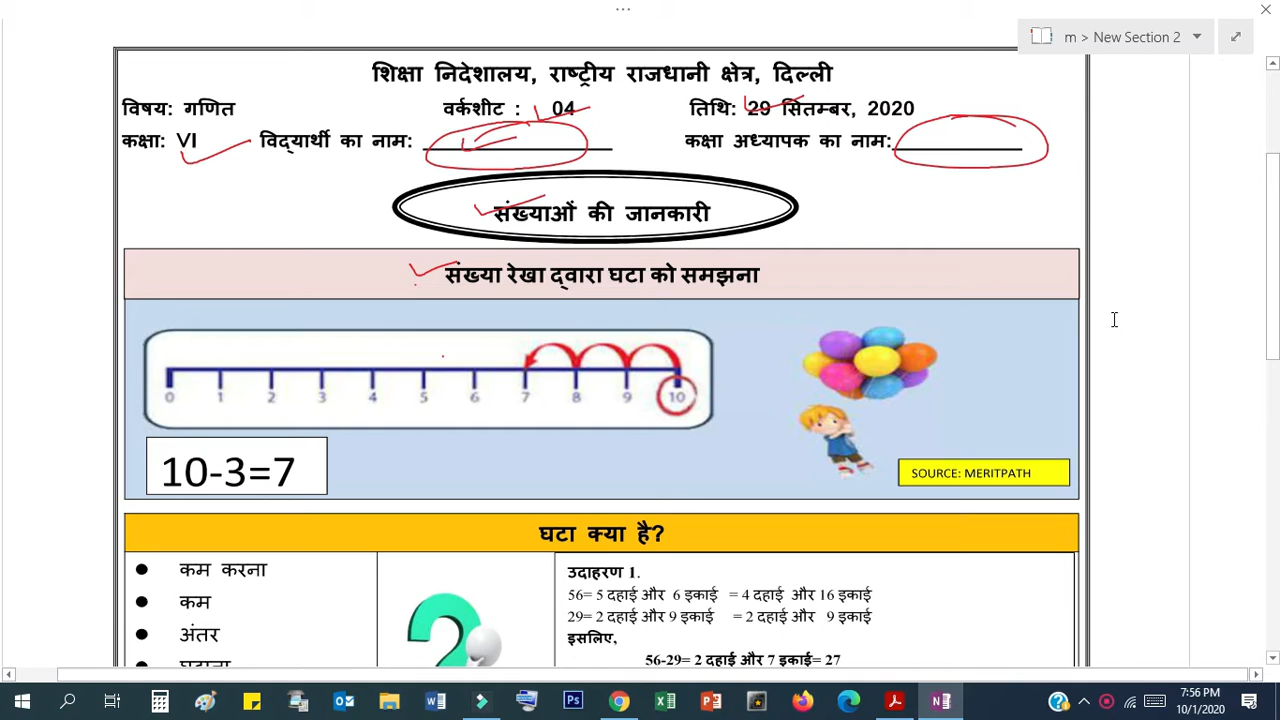 m > New Section 2
शिक्षा निदेशालय, राष्ट्रीय राजधानी क्षेत्र, दिल्ली
विषय: गणित वर्कशीट : 04 तिथि: 29 सितम्बर, 2020
कक्षा: VI विद्यार्थी का नाम: कक्षा अध्यापक का नाम:
संख्याओं की जानकारी
संख्या रेखा द्वारा घटा को समझना
0 1 2 3 4 5 6 7 8 9 10
10-3=7
SOURCE: MERITPATH
घटा क्या है?
कम करना
कम
अंतर
घटाना
उदाहरण 1.
56= 5 दहाई और 6 इकाई = 4 दहाई और 16 इकाई
29= 2 दहाई और 9 इकाई = 2 दहाई और 9 इकाई
इसलिए,
56-29= 2 दहाई और 7 इकाई= 27
7:56 PM
10/1/2020